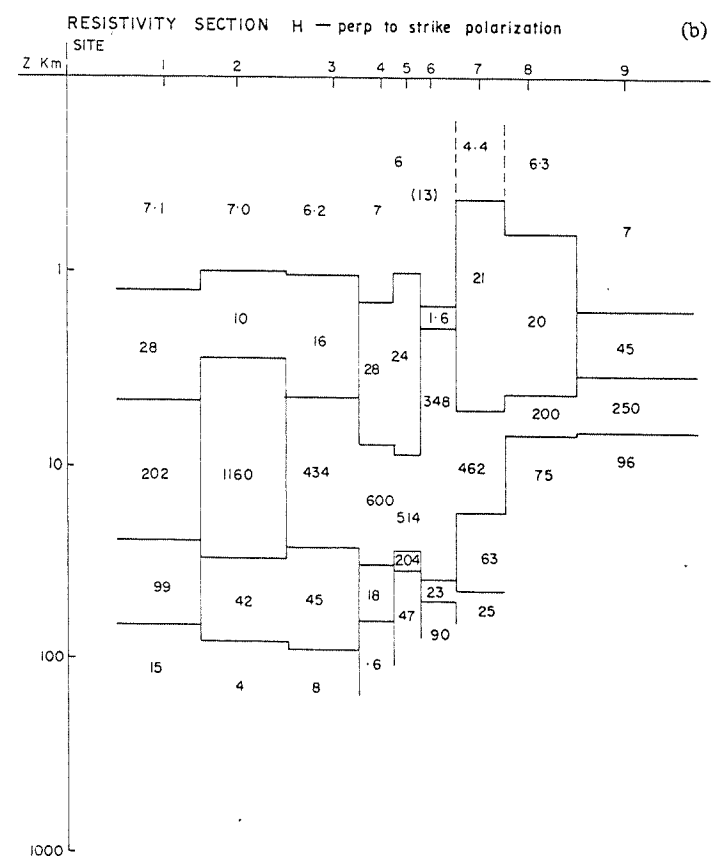 RESISTIVITY SECTION H — perp to strike polarization (b)
SITE
Z Km 1 2 3 4 5 6 7 8 9
4·4
6 6·3
(13)
7·1 7·0 6·2 7
7
1
21
10 1·6 20
28 16 45
28 24
348
200 250
10
202 1160 434 462 75 96
600
514
204 63
99 42 45 18 23
47 25
90
100
15 ·6
4 8
1000